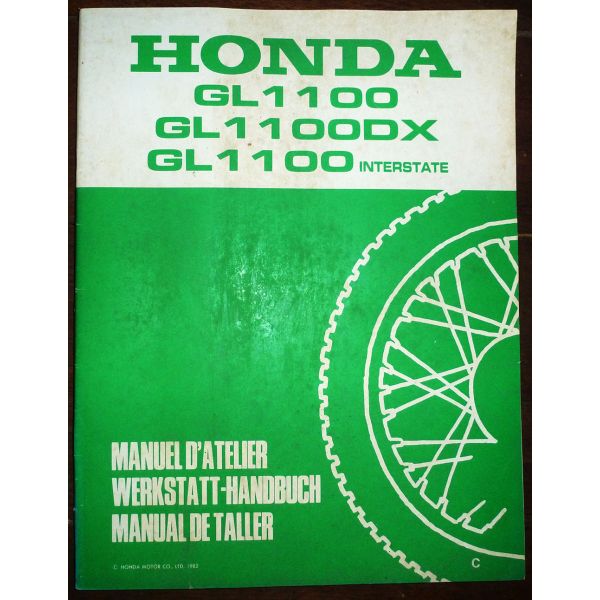 HONDA
GL1100
GL1100DX
GL1100 INTERSTATE
MANUEL D'ATELIER
WERKSTATT-HANDBUCH
MANUAL DE TALLER
C HONDA MOTOR CO., LTD. 1982
C